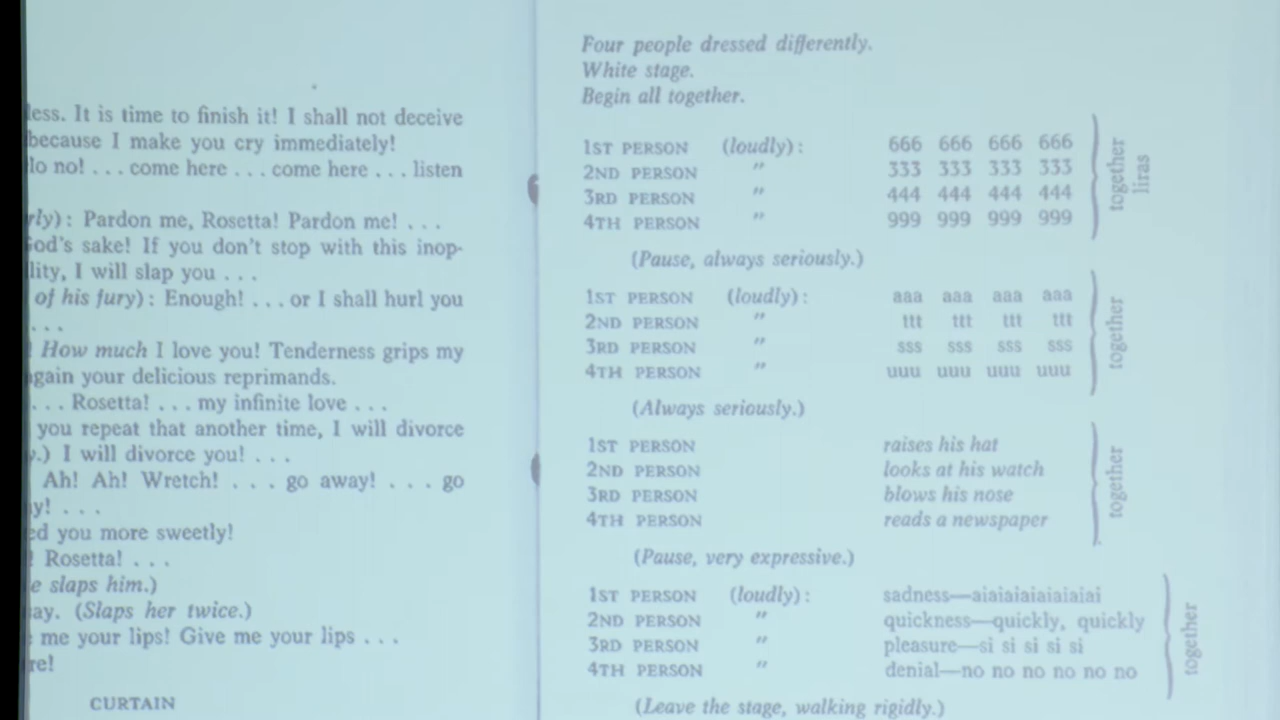 less. It is time to finish it! I shall not deceive
because I make you cry immediately!
lo no! . . . come here . . . come here . . . listen
rly): Pardon me, Rosetta! Pardon me! . . .
God's sake! If you don't stop with this inop-
lity, I will slap you . . .
of his fury): Enough! . . . or I shall hurl you
. . .
! How much I love you! Tenderness grips my
again your delicious reprimands.
. . . Rosetta! . . . my infinite love . . .
you repeat that another time, I will divorce
.) I will divorce you! . . .
Ah! Ah! Wretch! . . . go away! . . . go
y! . . .
ed you more sweetly!
! Rosetta! . . .
e slaps him.)
ay. (Slaps her twice.)
me your lips! Give me your lips . . .
re!
CURTAIN
Four people dressed differently.
White stage.
Begin all together.
1ST PERSON (loudly): 666 666 666 666
2ND PERSON " 333 333 333 333
3RD PERSON " 444 444 444 444
4TH PERSON " 999 999 999 999
together
liras
(Pause, always seriously.)
1ST PERSON (loudly): aaa aaa aaa aaa
2ND PERSON " ttt ttt ttt ttt
3RD PERSON " sss sss sss sss
4TH PERSON " uuu uuu uuu uuu
together
(Always seriously.)
1ST PERSON raises his hat
2ND PERSON looks at his watch
3RD PERSON blows his nose
4TH PERSON reads a newspaper
together
(Pause, very expressive.)
1ST PERSON (loudly): sadness—aiaiaiaiaiaiai
2ND PERSON " quickness—quickly, quickly
3RD PERSON " pleasure—si si si si si
4TH PERSON " denial—no no no no no no
together
(Leave the stage, walking rigidly.)